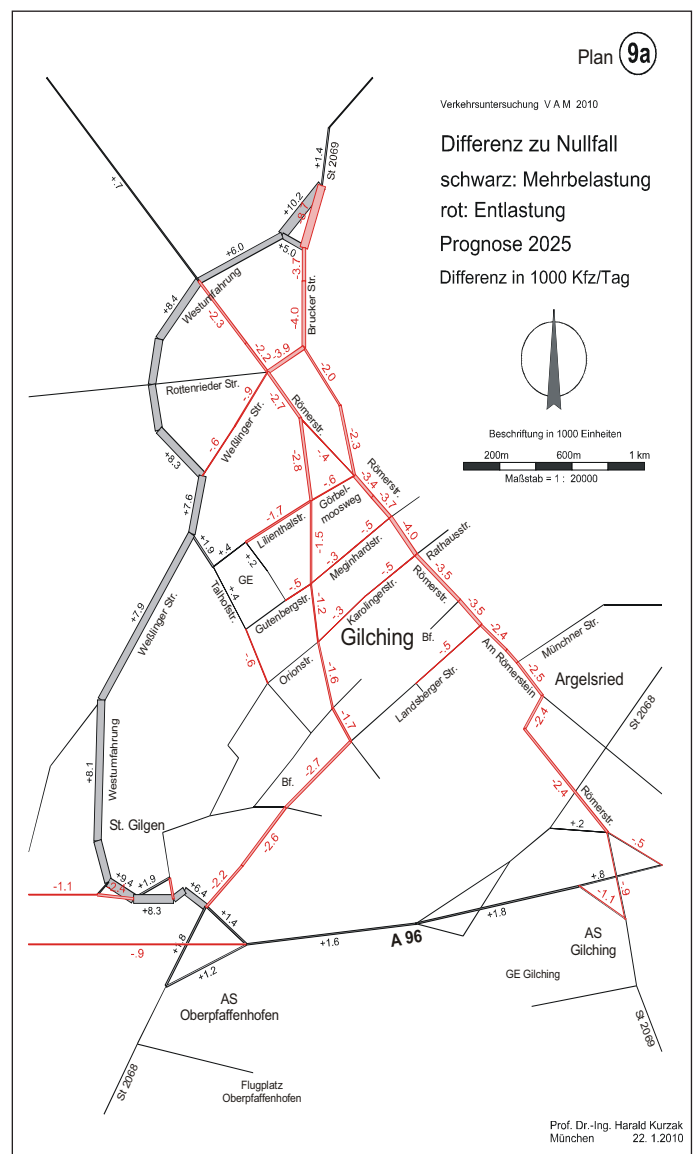 Plan 9a
Verkehrsuntersuchung V A M 2010
Differenz zu Nullfall
schwarz: Mehrbelastung
rot: Entlastung
Prognose 2025
Differenz in 1000 Kfz/Tag
Beschriftung in 1000 Einheiten
200m 600m 1 km
Maßstab = 1 : 20000
+1.4
St 2069
+.7
+10.2
+6.0
+5.0
-3.7
Westumfahrung
+8.4
-2.3
-4.0
Brucker Str.
-2.2
-3.9
-2.0
Rottenrieder Str.
-.9
-2.7
Römerstr.
-.6
Weßlinger Str.
-2.8
-.4
-2.3
+8.3
Römerstr.
-3.4
-3.7
-.6
Görbel-
moosweg
+7.6
-1.7
Lilienthalstr.
-1.5
-.5
-4.0
Rathausstr.
+1.9
+.4
+.2
GE
-.3
Meginhardstr.
-.5
-3.5
Talhofstr.
+.4
-.5
Gutenbergstr.
-1.2
-.3
Karolingerstr.
Römerstr.
-3.5
+7.9
Weßlinger Str.
Gilching
Bf.
-2.4
Münchner Str.
-.6
Orionstr.
-1.6
-.5
Landsberger Str.
Am Römerstein
-2.5
Argelsried
-1.7
-2.4
St 2068
+8.1
Westumfahrung
-2.7
Bf.
-2.4
Römerstr.
St. Gilgen
-2.6
+.2
-.5
+9.4
-2.4
+1.9
-2.2
+.8
-1.1
+8.3
+6.4
-1.1
-.9
+1.4
+1.8
+1.8
-.9
+1.6
A 96
+1.2
AS
Gilching
AS
Oberpfaffenhofen
GE Gilching
St 2069
St 2068
Flugplatz
Oberpfaffenhofen
Prof. Dr.-Ing. Harald Kurzak
München 22. 1.2010